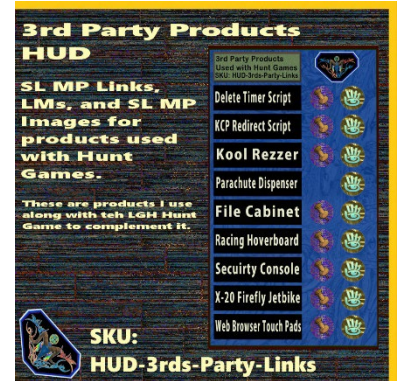 3rd Party Products
HUD
SL MP Links,
LMs, and SL MP
Images for
products used
with Hunt
Games.
These are products I use
along with teh LGH Hunt
Game to complement it.
3rd Party Products
Used with Hunt Games
SKU: HUD-3rds-Party-Links
Delete Timer Script
KCP Redirect Script
Kool Rezzer
Parachute Dispenser
File Cabinet
Racing Hoverboard
Secuirty Console
X-20 Firefly Jetbike
Web Browser Touch Pads
SKU:
HUD-3rds-Party-Links